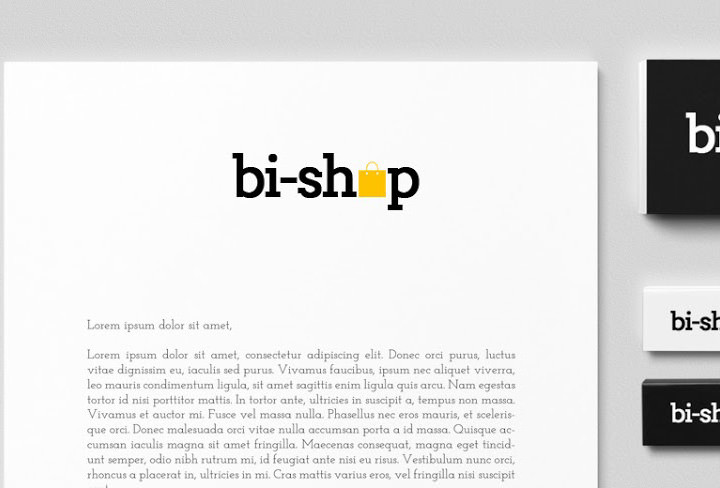 bi-shop
Lorem ipsum dolor sit amet,
Lorem ipsum dolor sit amet, consectetur adipiscing elit. Donec orci purus, luctus
vitae dignissim eu, iaculis sed purus. Vivamus faucibus, ipsum nec aliquet viverra,
leo mauris condimentum ligula, sit amet sagittis enim ligula quis arcu. Nam egestas
tortor id nisi porttitor mattis. In tortor ante, ultricies in suscipit a, tempus non massa.
Vivamus et auctor mi. Fusce vel massa nulla. Phasellus nec eros mauris, et sceleris-
que orci. Donec malesuada orci vitae nulla accumsan porta a id massa. Quisque ac-
cumsan iaculis magna sit amet fringilla. Maecenas consequat, magna eget tincid-
unt semper, odio nibh rutrum mi, id feugiat ante nisi eu risus. Vestibulum nunc orci,
rhoncus a placerat in, ultricies in mi. Cras mattis varius eros, vel fringilla nisi suscipit
bi
bi-sh
bi-sh